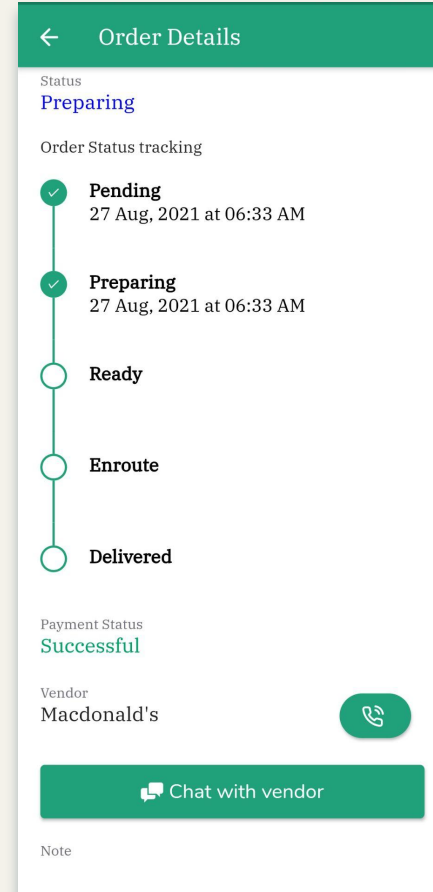 Order Details
Status
Preparing
Order Status tracking
Pending
27 Aug, 2021 at 06:33 AM
Preparing
27 Aug, 2021 at 06:33 AM
Ready
Enroute
Delivered
Payment Status
Successful
Vendor
Macdonald's
Chat with vendor
Note